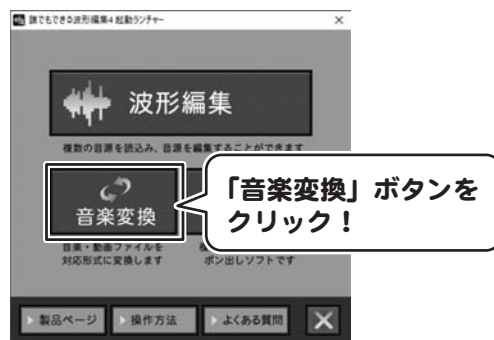 誰でもできる波形編集4 起動ランチャー
波形編集
複数の音源を読込み、音源を編集することができます
音楽変換
「音楽変換」ボタンを
クリック！
音楽・動画ファイルを
対応形式に変換します
ポン出しソフトです
製品ページ
操作方法
よくある質問